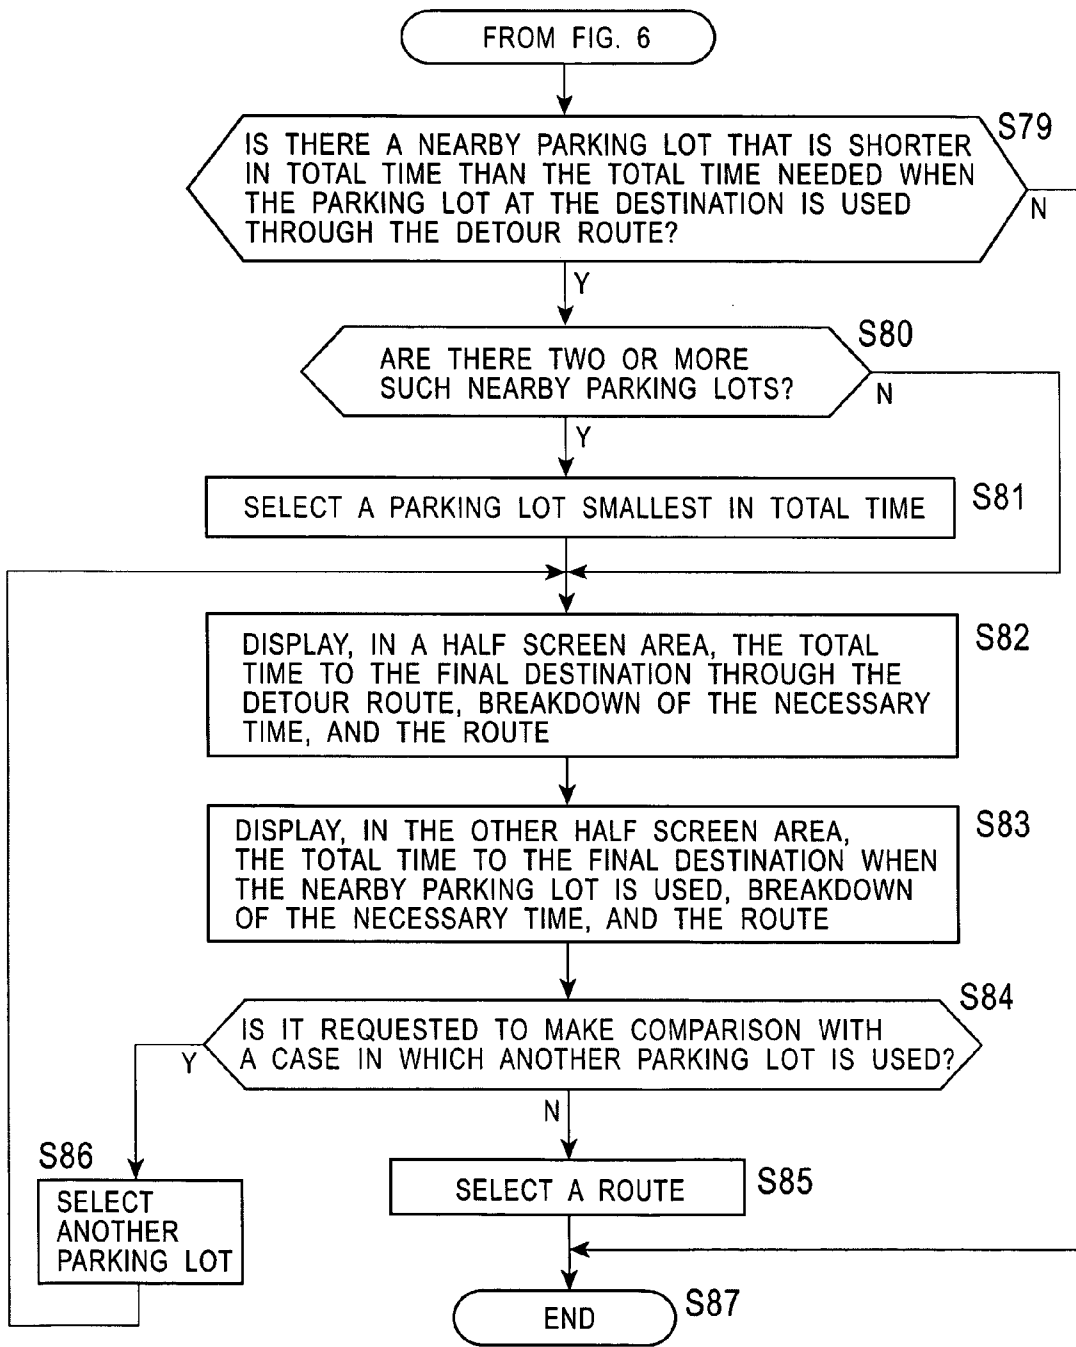 FROM FIG. 6
S79
IS THERE A NEARBY PARKING LOT THAT IS SHORTER
IN TOTAL TIME THAN THE TOTAL TIME NEEDED WHEN
THE PARKING LOT AT THE DESTINATION IS USED
THROUGH THE DETOUR ROUTE?
N
Y
S80
ARE THERE TWO OR MORE
SUCH NEARBY PARKING LOTS?
N
Y
SELECT A PARKING LOT SMALLEST IN TOTAL TIME
S81
S82
DISPLAY, IN A HALF SCREEN AREA, THE TOTAL
TIME TO THE FINAL DESTINATION THROUGH THE
DETOUR ROUTE, BREAKDOWN OF THE NECESSARY
TIME, AND THE ROUTE
S83
DISPLAY, IN THE OTHER HALF SCREEN AREA,
THE TOTAL TIME TO THE FINAL DESTINATION WHEN
THE NEARBY PARKING LOT IS USED, BREAKDOWN
OF THE NECESSARY TIME, AND THE ROUTE
S84
IS IT REQUESTED TO MAKE COMPARISON WITH
A CASE IN WHICH ANOTHER PARKING LOT IS USED?
Y
N
S86
SELECT
ANOTHER
PARKING LOT
SELECT A ROUTE
S85
END
S87